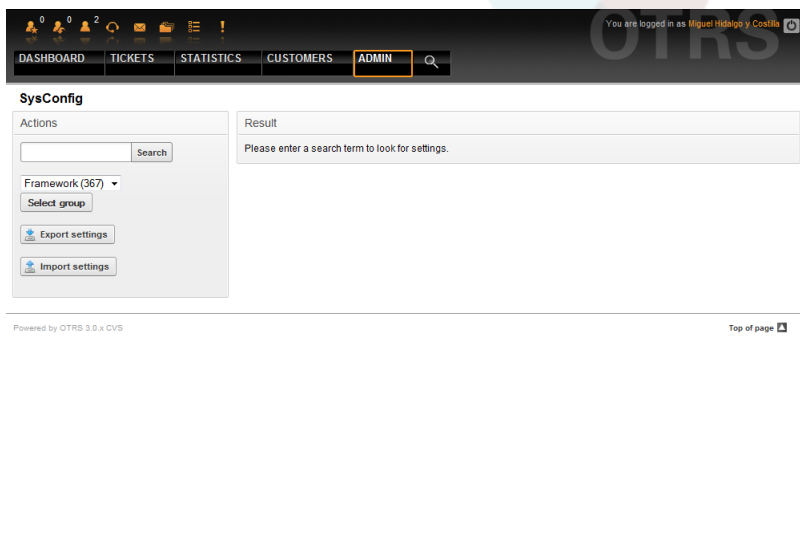 0 0 2
You are logged in as Miguel Hidalgo y Costilla
OTRS
DASHBOARD TICKETS STATISTICS CUSTOMERS ADMIN
SysConfig
Actions
Search
Framework (367)
Select group
Export settings
Import settings
Result
Please enter a search term to look for settings.
Powered by OTRS 3.0.x CVS
Top of page